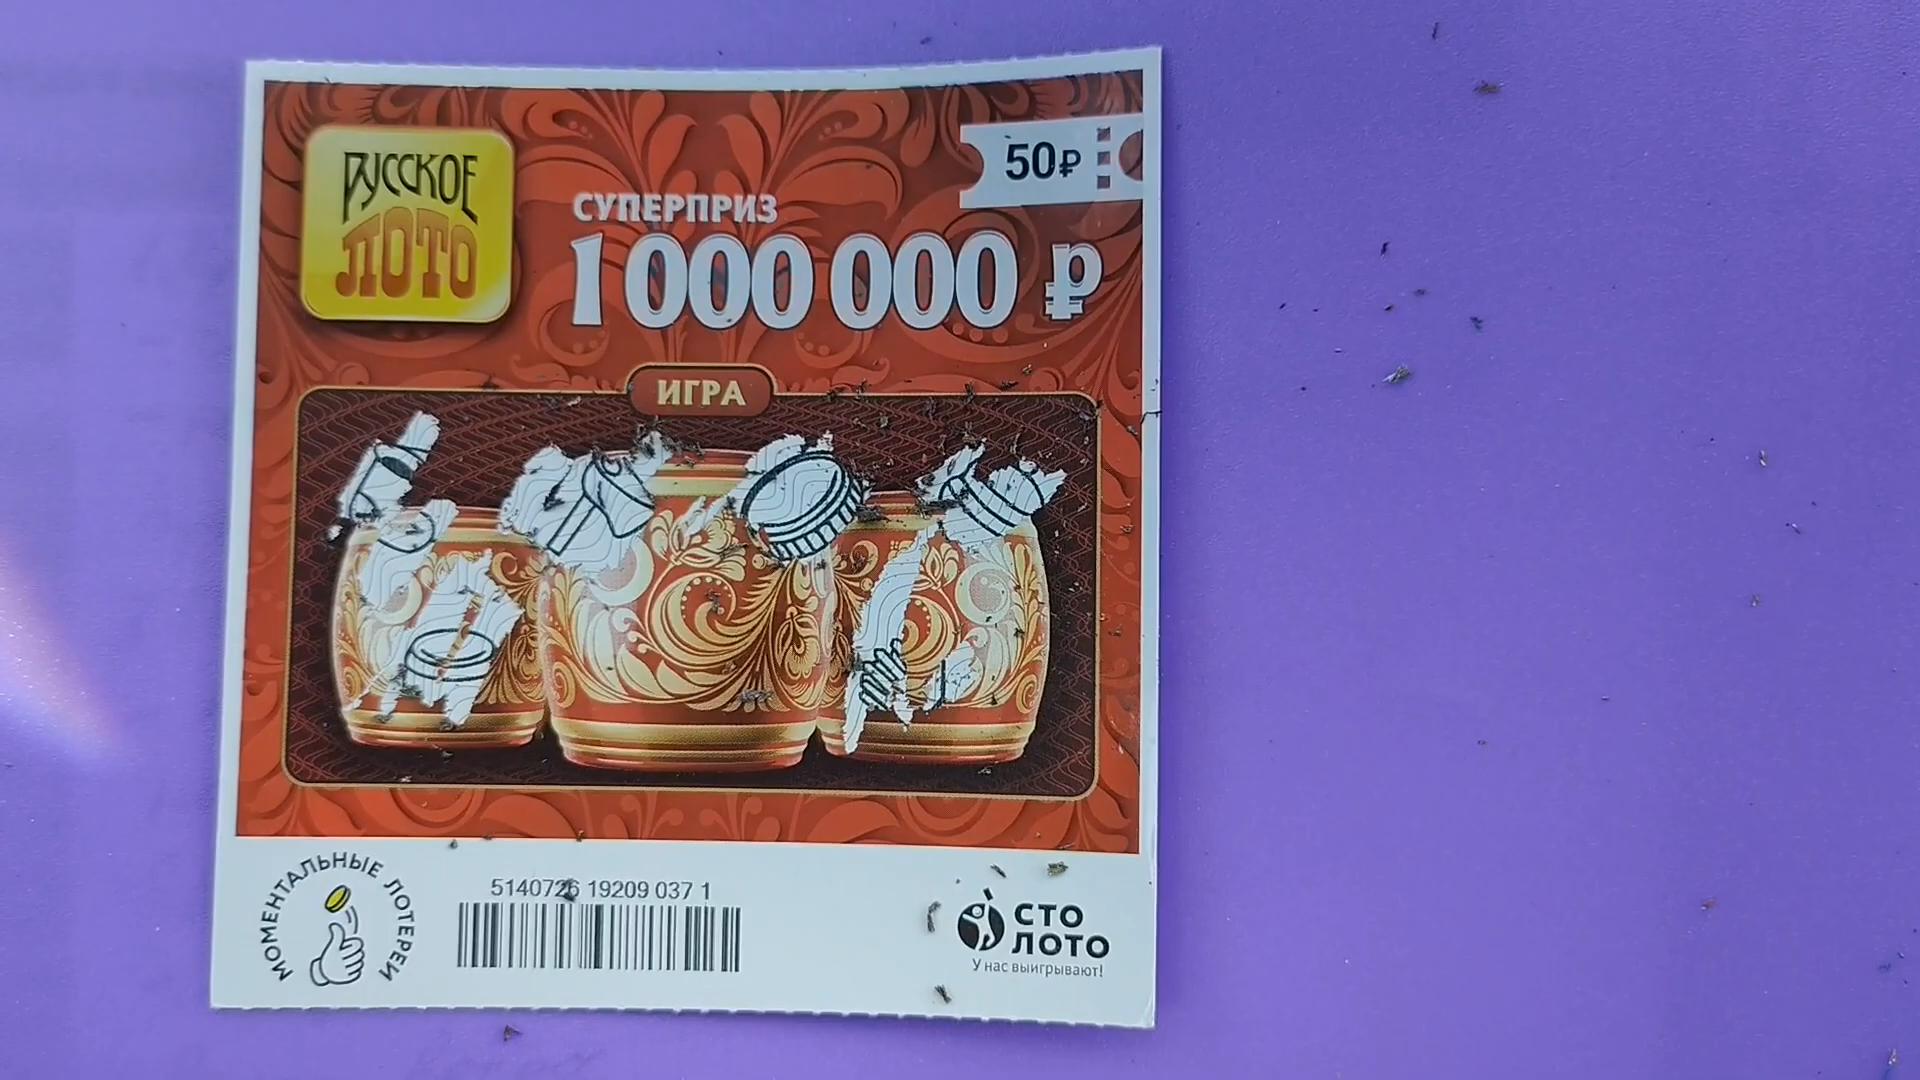 РУССКОЕ
ЛОТО
50₽
СУПЕРПРИЗ
1 000 000 ₽
ИГРА
МОМЕНТАЛЬНЫЕ ЛОТЕРЕИ
5140726 19209 037 1
СТО
ЛОТО
У нас выигрывают!